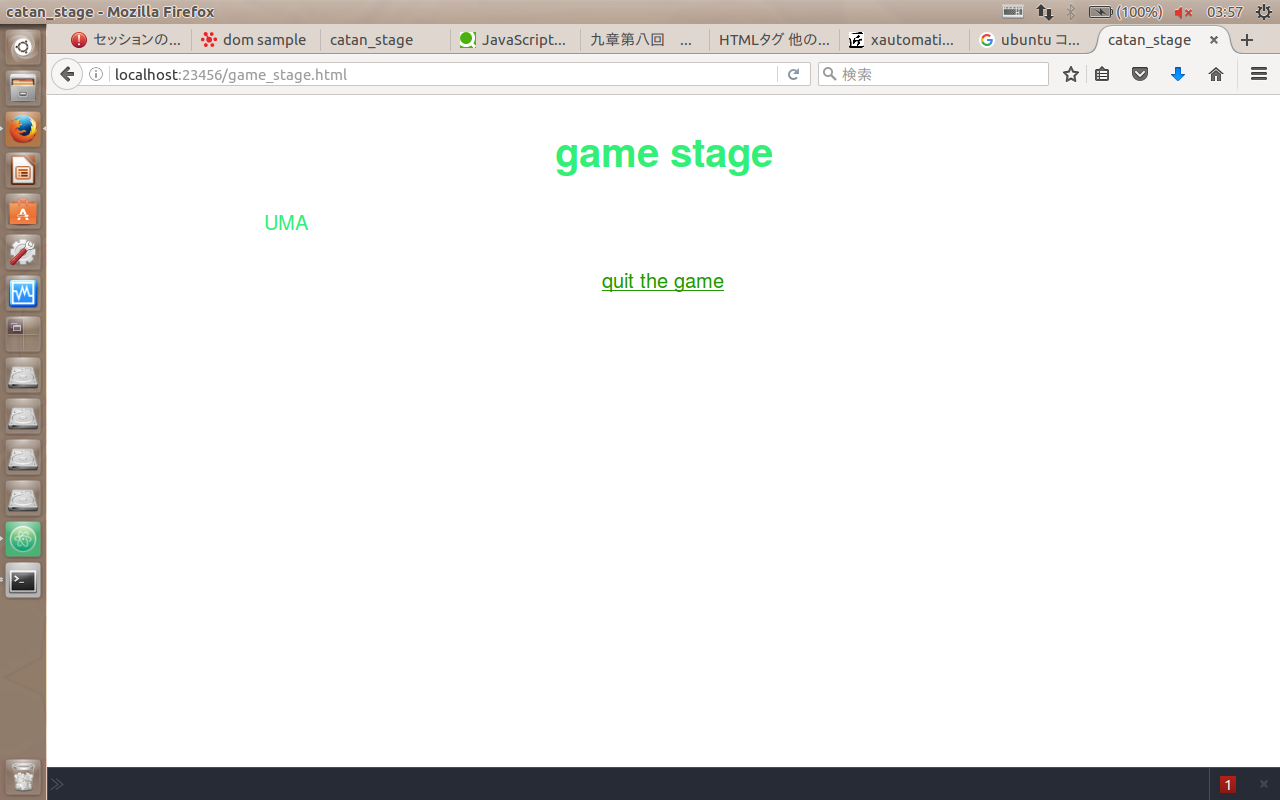 catan_stage - Mozilla Firefox
(100%)
03:57
セッションの...
dom sample
catan_stage
JavaScript...
九章第八回 ...
HTMLタグ 他の...
xautomati...
ubuntu コ...
catan_stage
localhost:23456/game_stage.html
検索
game stage
UMA
quit the game
1